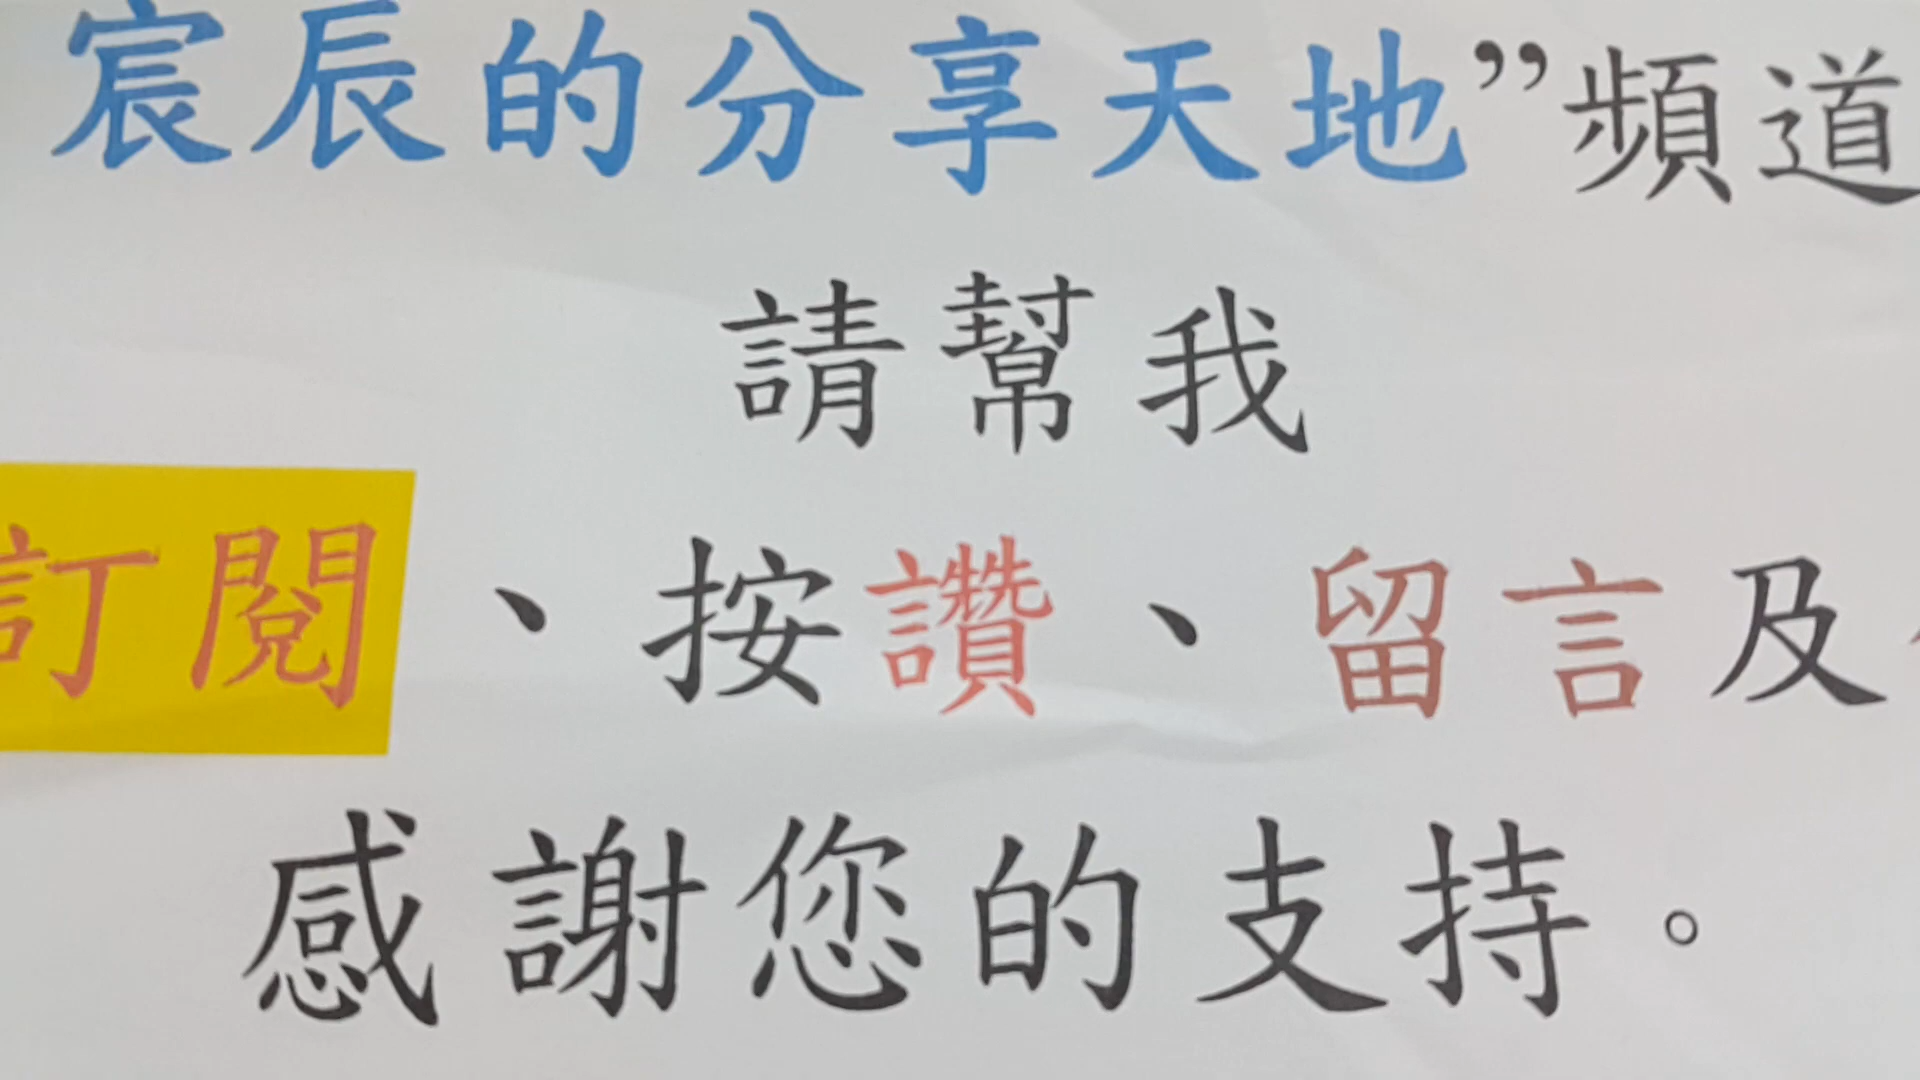 宸辰的分享天地”頻道
請幫我
訂閱、按讚、留言及
感謝您的支持。